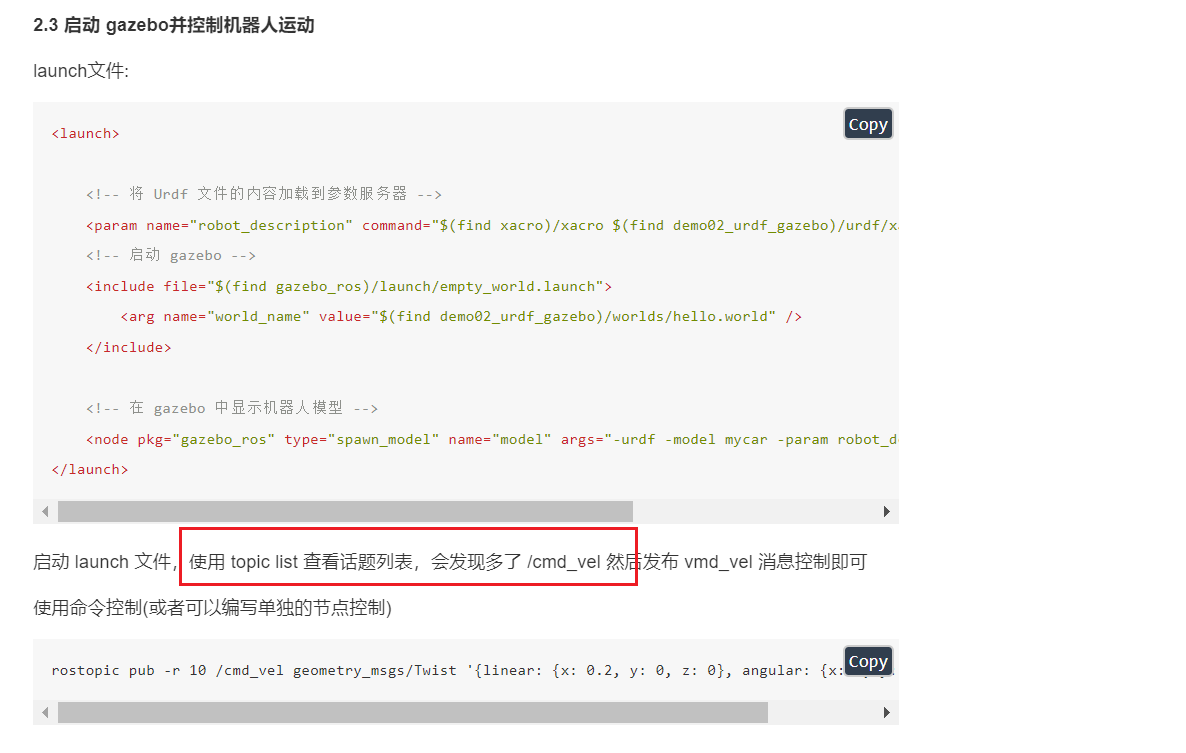 2.3 启动 gazebo并控制机器人运动
launch文件:
Copy
<launch>
<!-- 将 Urdf 文件的内容加载到参数服务器 -->
<param name="robot_description" command="$(find xacro)/xacro $(find demo02_urdf_gazebo)/urdf/xa
<!-- 启动 gazebo -->
<include file="$(find gazebo_ros)/launch/empty_world.launch">
<arg name="world_name" value="$(find demo02_urdf_gazebo)/worlds/hello.world" />
</include>
<!-- 在 gazebo 中显示机器人模型 -->
<node pkg="gazebo_ros" type="spawn_model" name="model" args="-urdf -model mycar -param robot_d
</launch>
启动 launch 文件，使用 topic list 查看话题列表，会发现多了 /cmd_vel 然后发布 vmd_vel 消息控制即可
使用命令控制(或者可以编写单独的节点控制)
Copy
rostopic pub -r 10 /cmd_vel geometry_msgs/Twist '{linear: {x: 0.2, y: 0, z: 0}, angular: {x: